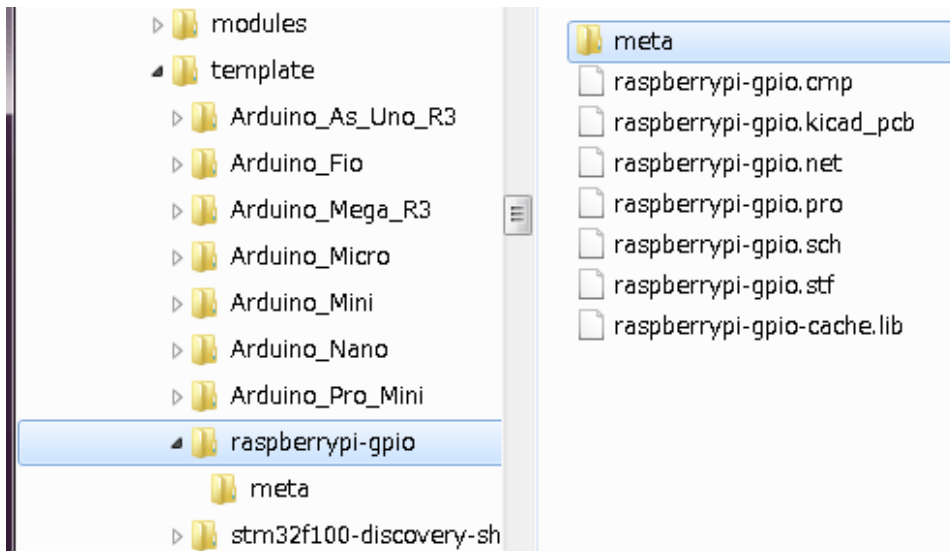 modules
template
Arduino_As_Uno_R3
Arduino_Fio
Arduino_Mega_R3
Arduino_Micro
Arduino_Mini
Arduino_Nano
Arduino_Pro_Mini
raspberrypi-gpio
meta
stm32f100-discovery-sh
meta
raspberrypi-gpio.cmp
raspberrypi-gpio.kicad_pcb
raspberrypi-gpio.net
raspberrypi-gpio.pro
raspberrypi-gpio.sch
raspberrypi-gpio.stf
raspberrypi-gpio-cache.lib